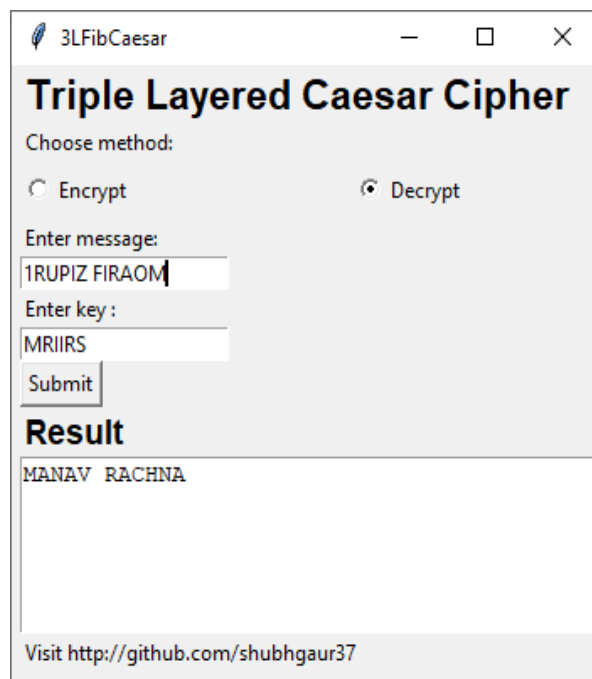 3LFibCaesar
Triple Layered Caesar Cipher
Choose method:
Encrypt Decrypt
Enter message:
1RUPIZ FIRAOM
Enter key :
MRIIRS
Submit
Result
MANAV RACHNA
Visit http://github.com/shubhgaur37